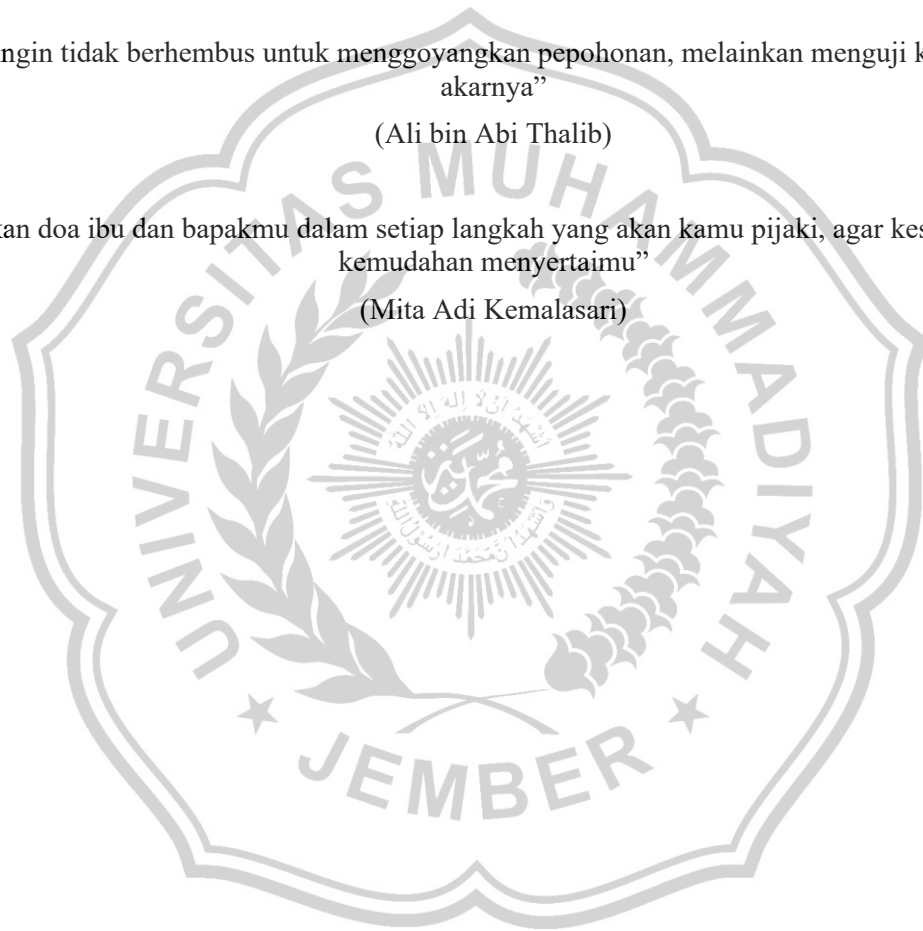 ngin tidak berhembus untuk menggoyangkan pepohonan, melainkan menguji k
akarnya”
(Ali bin Abi Thalib)
kan doa ibu dan bapakmu dalam setiap langkah yang akan kamu pijaki, agar kes
kemudahan menyertaimu”
(Mita Adi Kemalasari)
UNIVERSITAS MUHAMMADIYAH
JEMBER